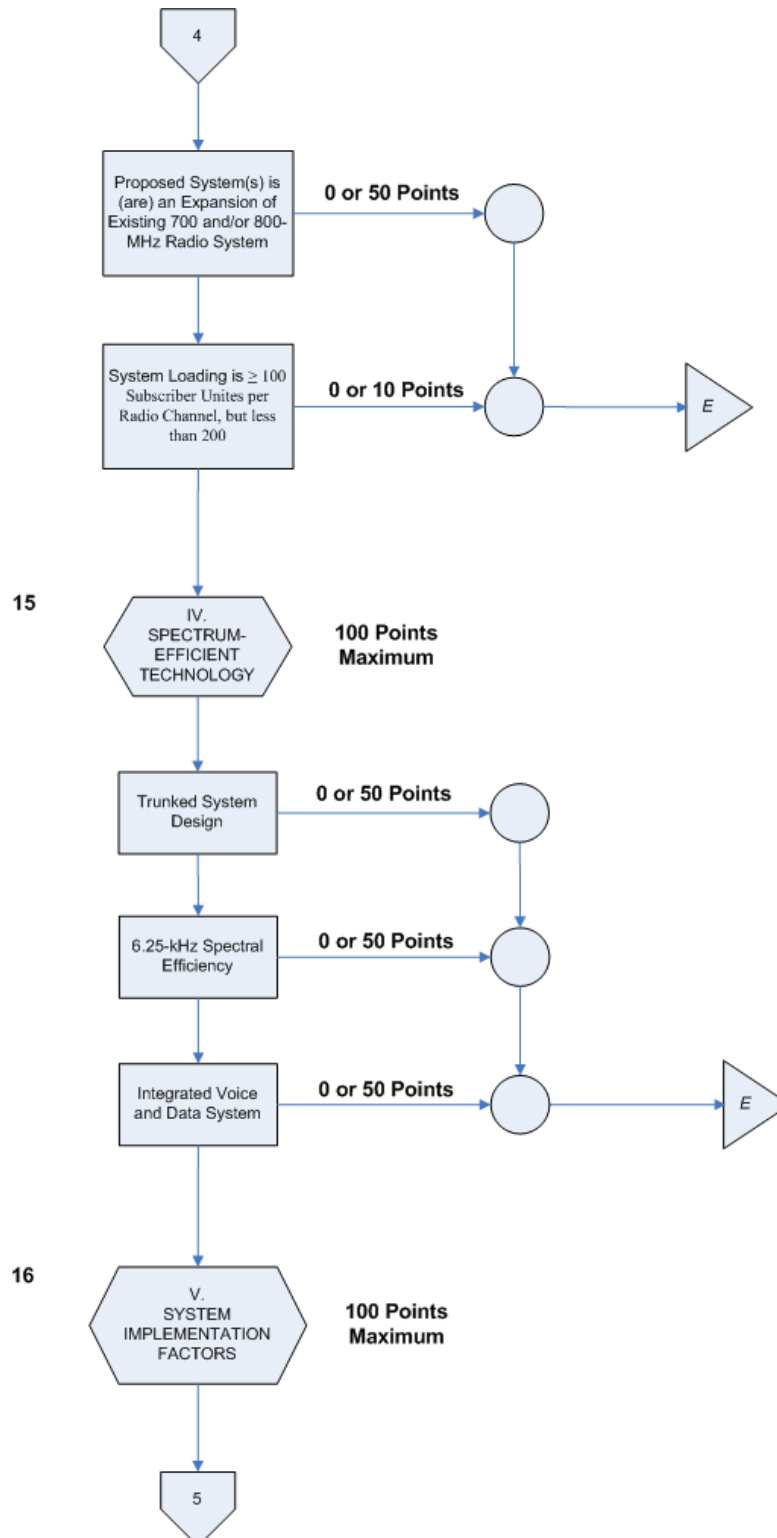 4
Proposed System(s) is
(are) an Expansion of
Existing 700 and/or 800-
MHz Radio System
0 or 50 Points
System Loading is ≥ 100
Subscriber Unites per
Radio Channel, but less
than 200
0 or 10 Points
E
15
IV.
SPECTRUM-
EFFICIENT
TECHNOLOGY
100 Points
Maximum
Trunked System
Design
0 or 50 Points
6.25-kHz Spectral
Efficiency
0 or 50 Points
Integrated Voice
and Data System
0 or 50 Points
E
16
V.
SYSTEM
IMPLEMENTATION
FACTORS
100 Points
Maximum
5